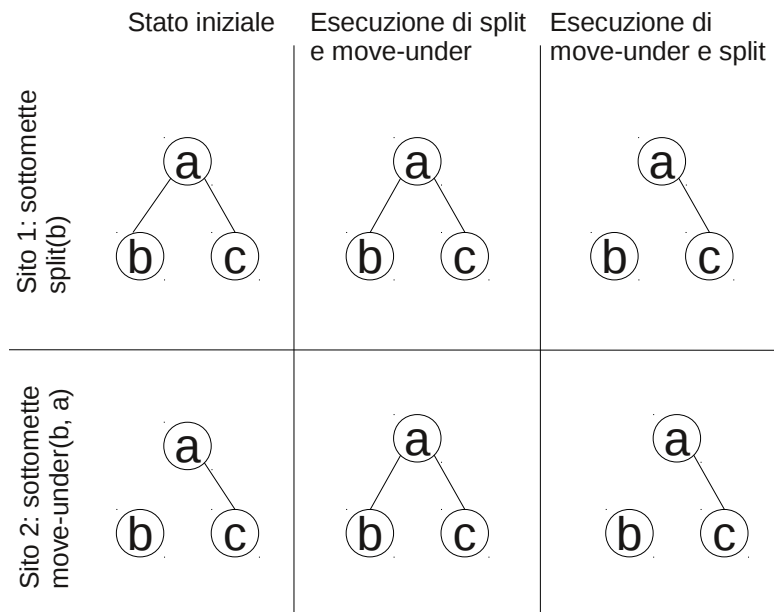 Stato iniziale
Esecuzione di split
e move-under
Esecuzione di
move-under e split
Sito 1: sottomette
split(b)
a
b c
a
b c
a
b c
Sito 2: sottomette
move-under(b, a)
a
b c
a
b c
a
b c